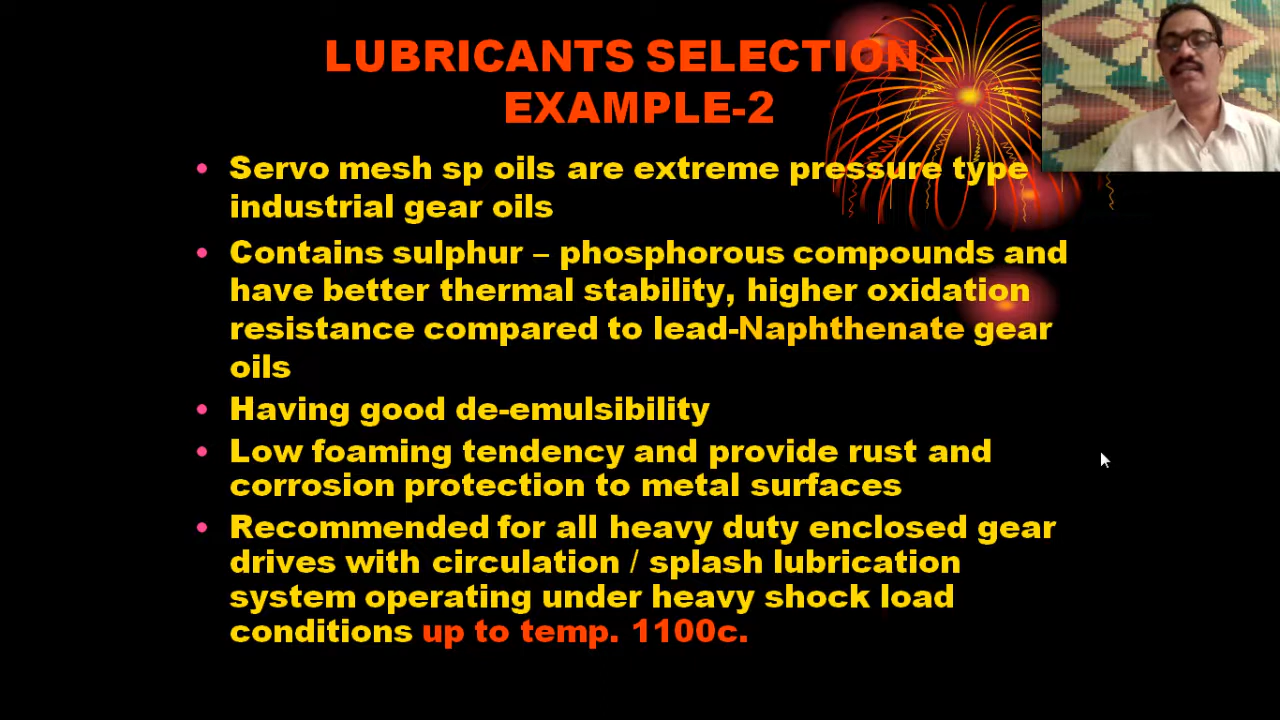 LUBRICANTS SELECTION –
EXAMPLE-2
• Servo mesh sp oils are extreme pressure type
industrial gear oils
• Contains sulphur – phosphorous compounds and
have better thermal stability, higher oxidation
resistance compared to lead-Naphthenate gear
oils
• Having good de-emulsibility
• Low foaming tendency and provide rust and
corrosion protection to metal surfaces
• Recommended for all heavy duty enclosed gear
drives with circulation / splash lubrication
system operating under heavy shock load
conditions up to temp. 1100c.